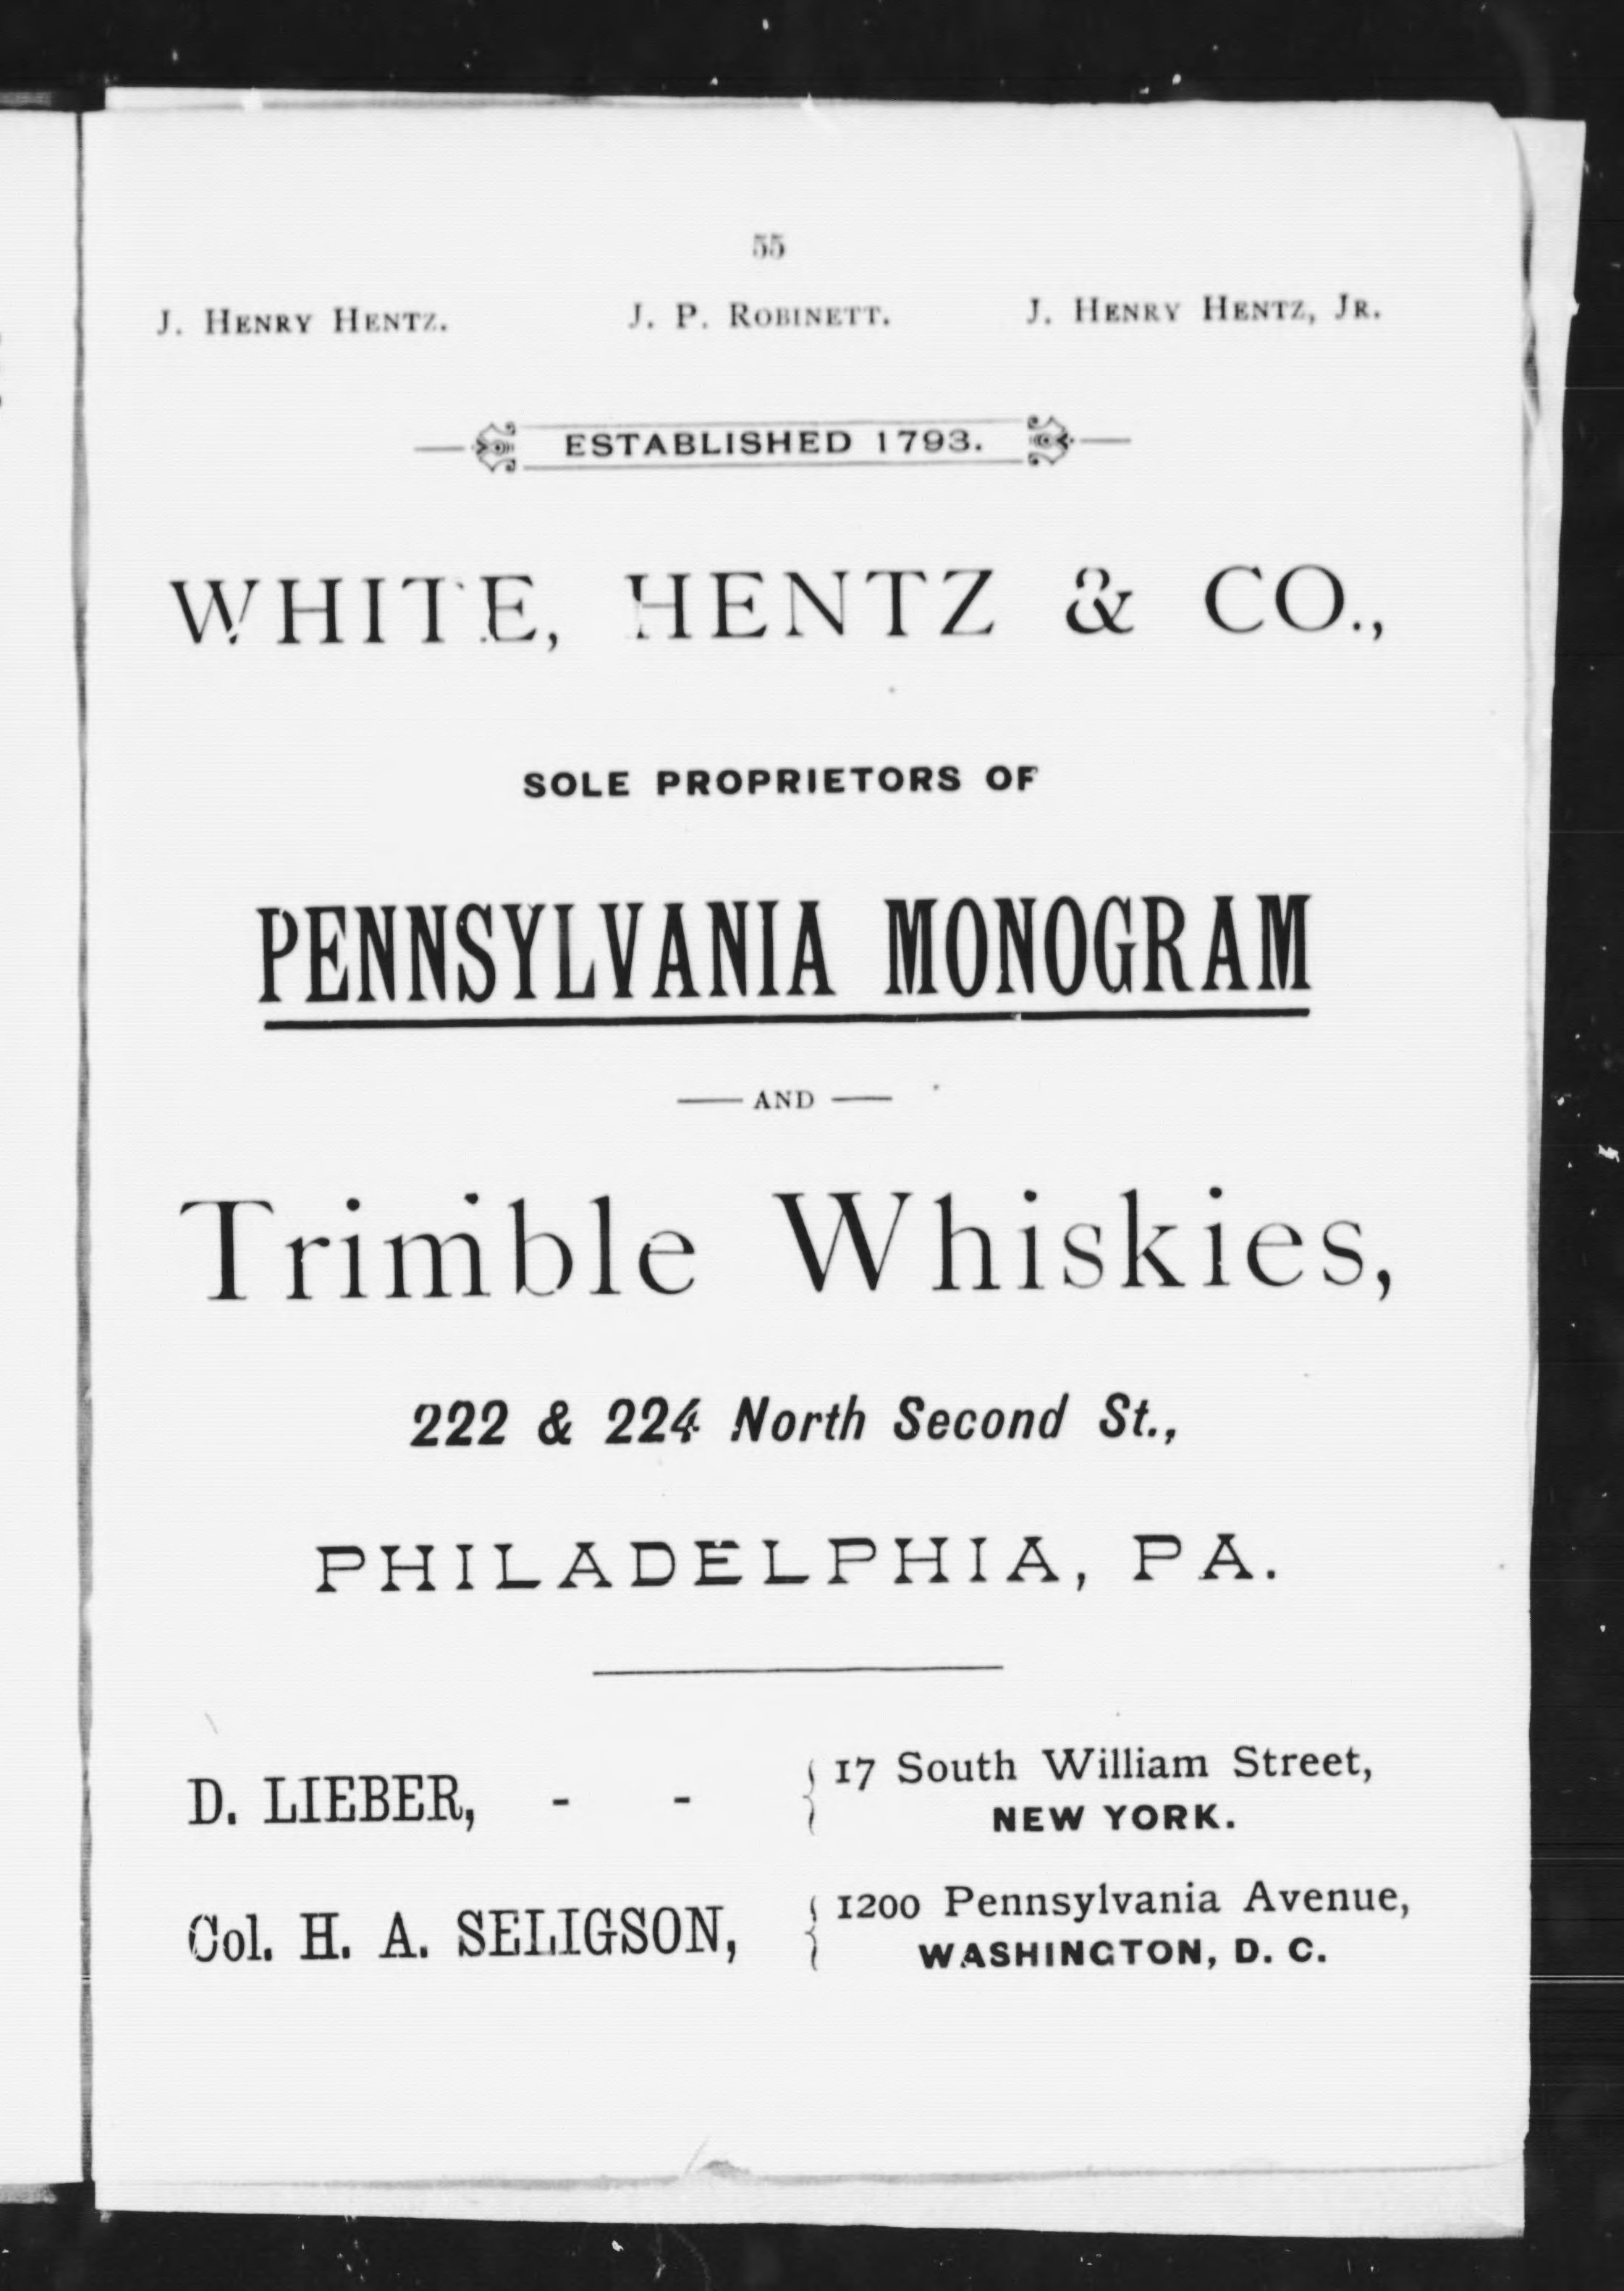 55
J. HENRY HENTZ. J. P. ROBINETT. J. HENRY HENTZ, JR.
ESTABLISHED 1793.
WHITE, HENTZ & CO.,
SOLE PROPRIETORS OF
PENNSYLVANIA MONOGRAM
— AND —
Trimble Whiskies,
222 & 224 North Second St.,
PHILADELPHIA, PA.
D. LIEBER, - - { 17 South William Street,
NEW YORK.
Col. H. A. SELIGSON, { 1200 Pennsylvania Avenue,
WASHINGTON, D. C.